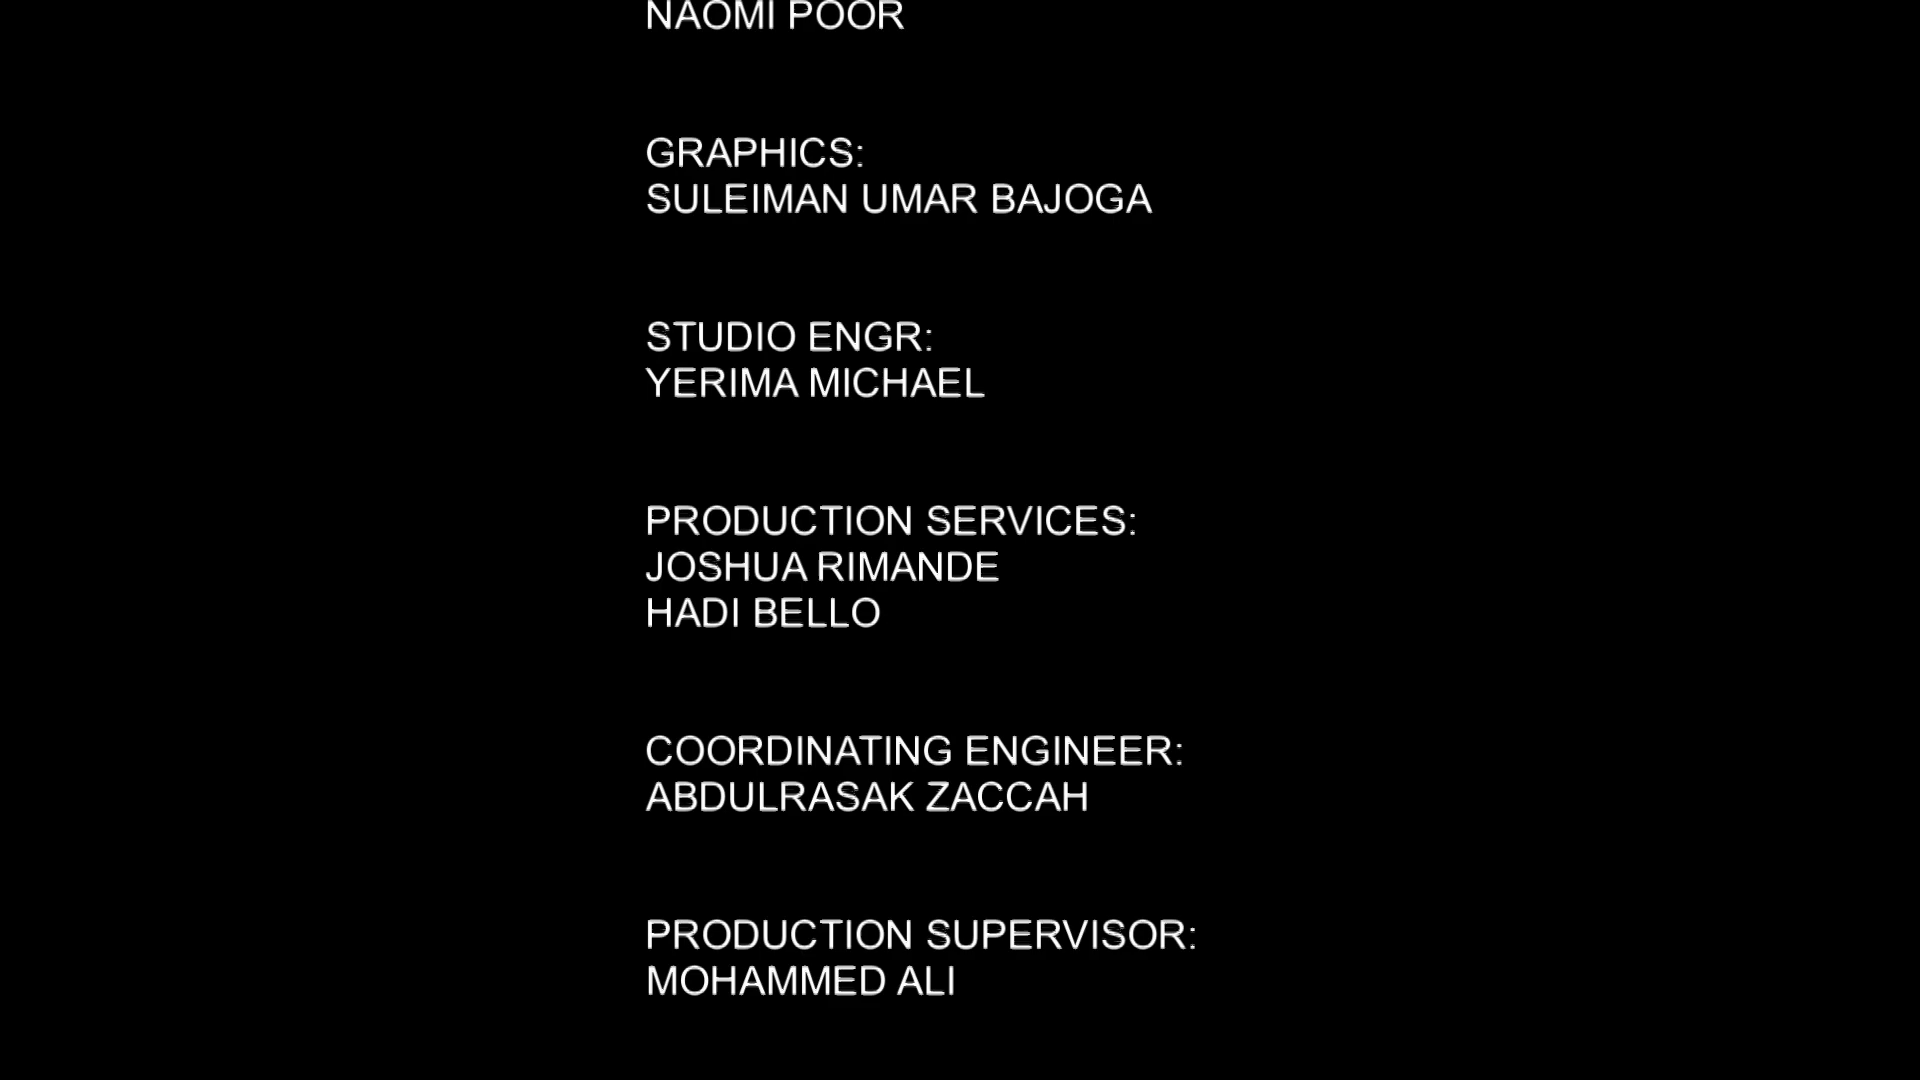 NAOMI POOR
GRAPHICS:
SULEIMAN UMAR BAJOGA
STUDIO ENGR:
YERIMA MICHAEL
PRODUCTION SERVICES:
JOSHUA RIMANDE
HADI BELLO
COORDINATING ENGINEER:
ABDULRASAK ZACCAH
PRODUCTION SUPERVISOR:
MOHAMMED ALI